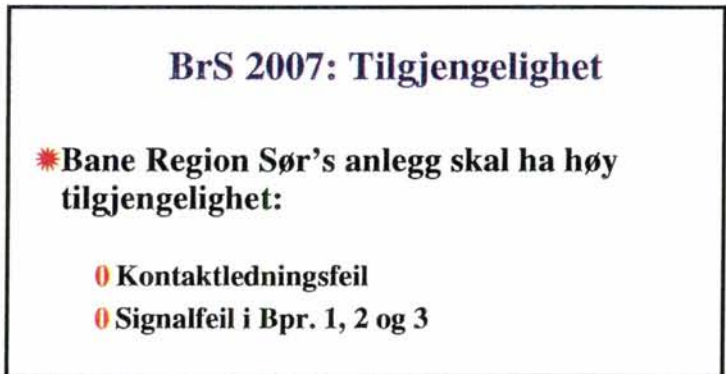 BrS 2007: Tilgjengelighet
Bane Region Sør's anlegg skal ha høy
tilgjengelighet:
0 Kontaktledningsfeil
0 Signalfeil i Bpr. 1, 2 og 3